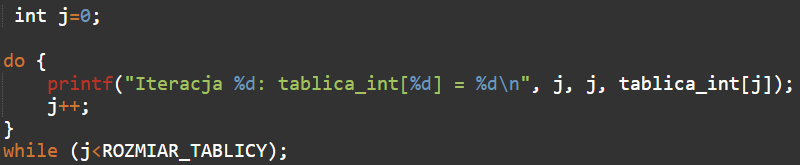 int j=0;
do {
printf("Iteracja %d: tablica_int[%d] = %d\n", j, j, tablica_int[j]);
j++;
}
while (j<ROZMIAR_TABLICY);